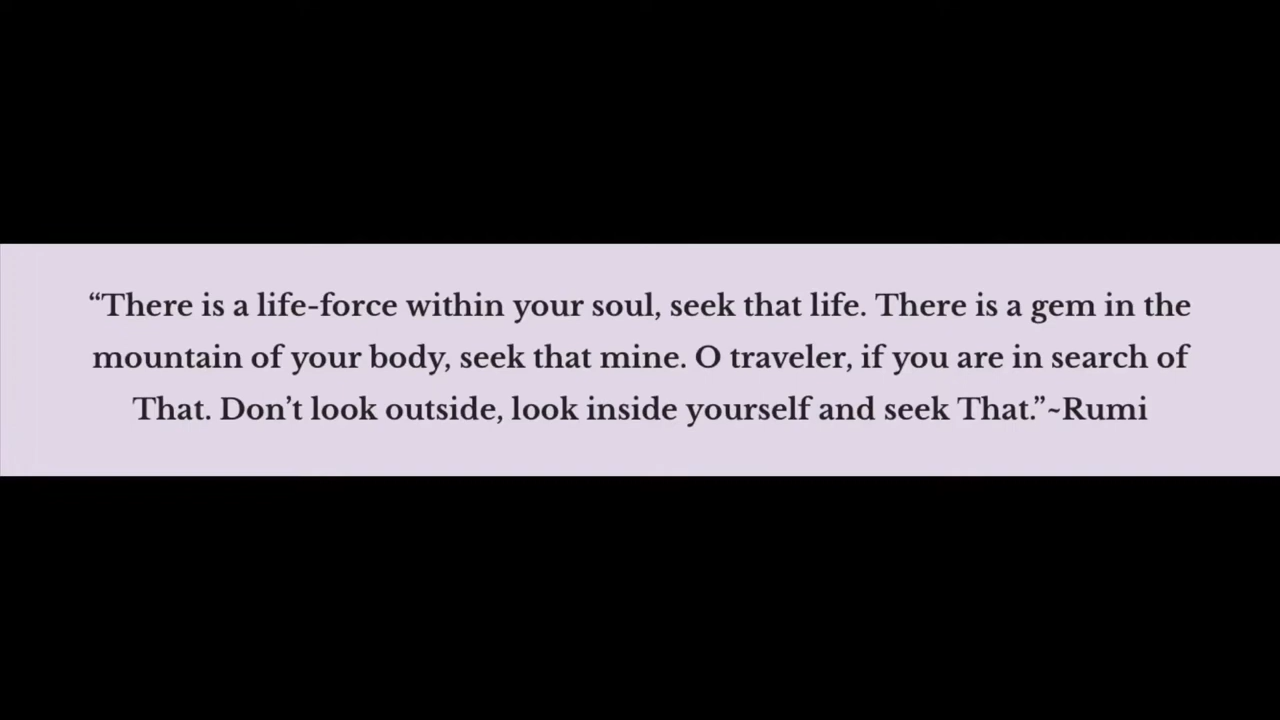 “There is a life-force within your soul, seek that life. There is a gem in the
mountain of your body, seek that mine. O traveler, if you are in search of
That. Don’t look outside, look inside yourself and seek That.”~Rumi